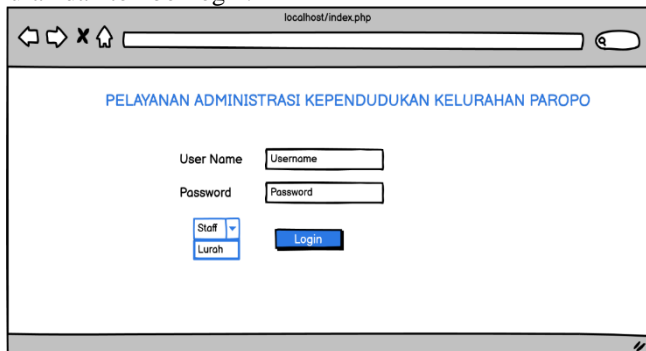 localhost/index.php
PELAYANAN ADMINISTRASI KEPENDUDUKAN KELURAHAN PAROPO
User Name Username
Password Password
Staff
Login
Lurah